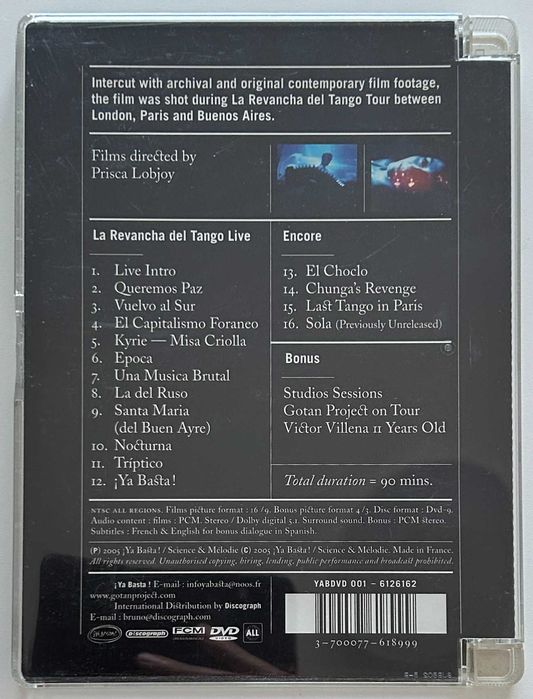 Intercut with archival and original contemporary film footage,
the film was shot during La Revancha del Tango Tour between
London, Paris and Buenos Aires.
Films directed by
Prisca Lobjoy
La Revancha del Tango Live
1. Live Intro
2. Queremos Paz
3. Vuelvo al Sur
4. El Capitalismo Foraneo
5. Kyrie — Misa Criolla
6. Epoca
7. Una Musica Brutal
8. La del Ruso
9. Santa Maria
(del Buen Ayre)
10. Nocturna
11. Tríptico
12. ¡Ya Basta!
Encore
13. El Choclo
14. Chunga's Revenge
15. Last Tango in Paris
16. Sola (Previously Unreleased)
Bonus
Studios Sessions
Gotan Project on Tour
Victor Villena 11 Years Old
Total duration = 90 mins.
NTSC ALL REGIONS. Films picture format : 16/9. Bonus picture format 4/3. Disc format : Dvd-9.
Audio content : films : PCM. Stereo / Dolby digital 5.1. Surround sound. Bonus : PCM stereo.
Subtitles : French & English for bonus dialogue in Spanish.
(P) 2005 ¡Ya Basta! / Science & Mélodie (C) 2005 ¡Ya Basta! / Science & Mélodie. Made in France.
All rights reserved. Unauthorised copying, hiring, lending, public performance and broadcast prohibited.
¡Ya Basta ! E-mail : infoyabasta@noos.fr
www.gotanproject.com
International Distribution by Discograph
E-mail : bruno@discograph.com
YABDVD 001 – 6126162
discograph
PCM
DVD
VIDEO
ALL
3-700077-618999